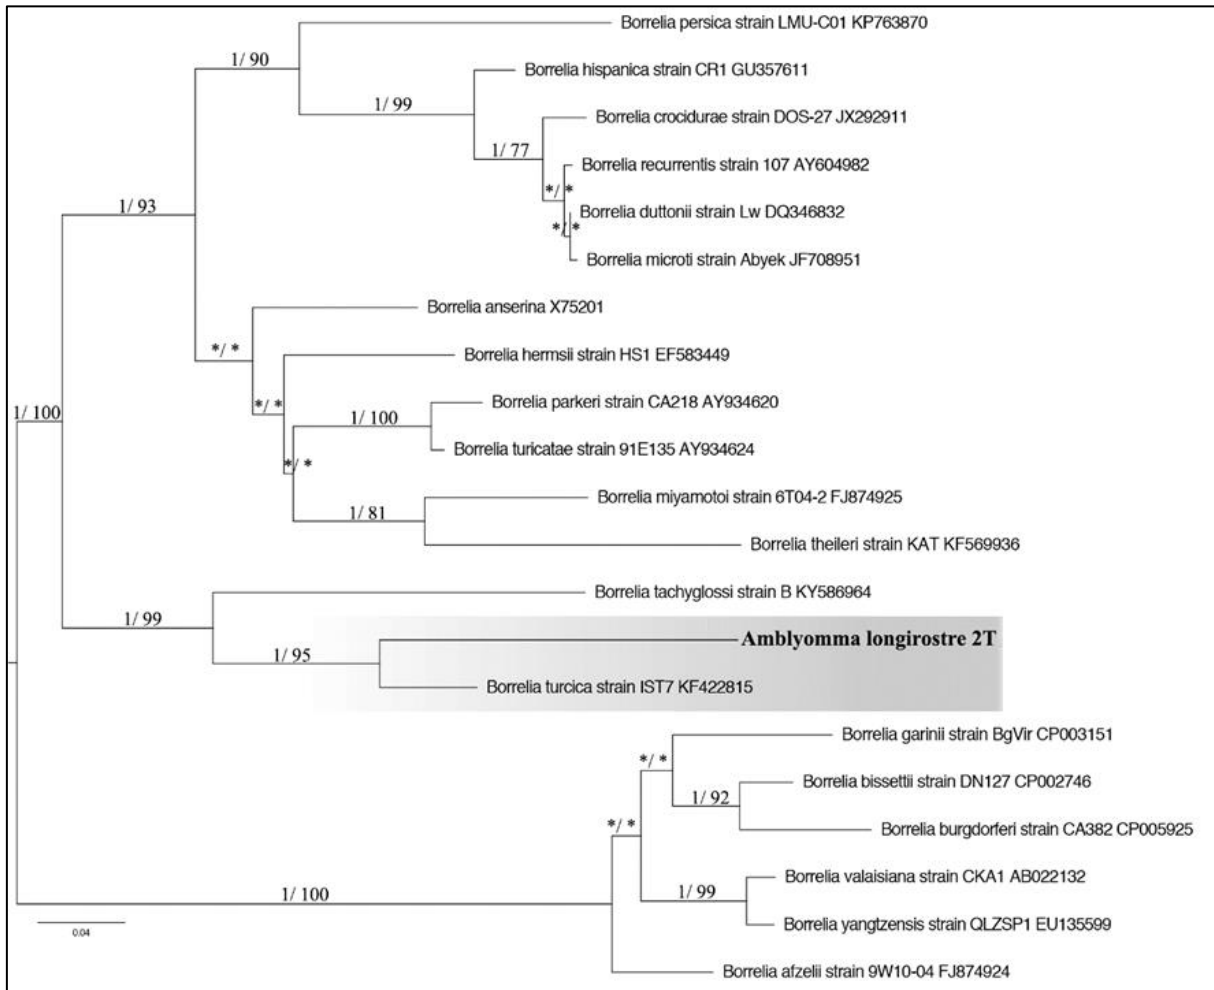 Borrelia persica strain LMU-C01 KP763870
1/ 90
Borrelia hispanica strain CR1 GU357611
1/ 99
Borrelia crocidurae strain DOS-27 JX292911
1/ 77
Borrelia recurrentis strain 107 AY604982
*/ *
1/ 93
Borrelia duttonii strain Lw DQ346832
*/ *
Borrelia microti strain Abyek JF708951
Borrelia anserina X75201
*/ *
Borrelia hermsii strain HS1 EF583449
*/ *
Borrelia parkeri strain CA218 AY934620
1/ 100
1/ 100
Borrelia turicatae strain 91E135 AY934624
*/ *
Borrelia miyamotoi strain 6T04-2 FJ874925
1/ 81
Borrelia theileri strain KAT KF569936
Borrelia tachyglossi strain B KY586964
1/ 99
Amblyomma longirostre 2T
1/ 95
Borrelia turcica strain IST7 KF422815
Borrelia garinii strain BgVir CP003151
*/ *
Borrelia bissettii strain DN127 CP002746
1/ 92
*/ *
Borrelia burgdorferi strain CA382 CP005925
Borrelia valaisiana strain CKA1 AB022132
1/ 99
1/ 100
Borrelia yangtzensis strain QLZSP1 EU135599
0.04
Borrelia afzelii strain 9W10-04 FJ874924